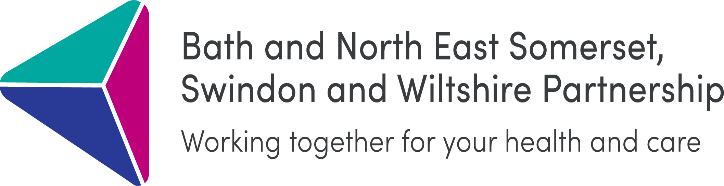 Bath and North East Somerset,
Swindon and Wiltshire Partnership
Working together for your health and care